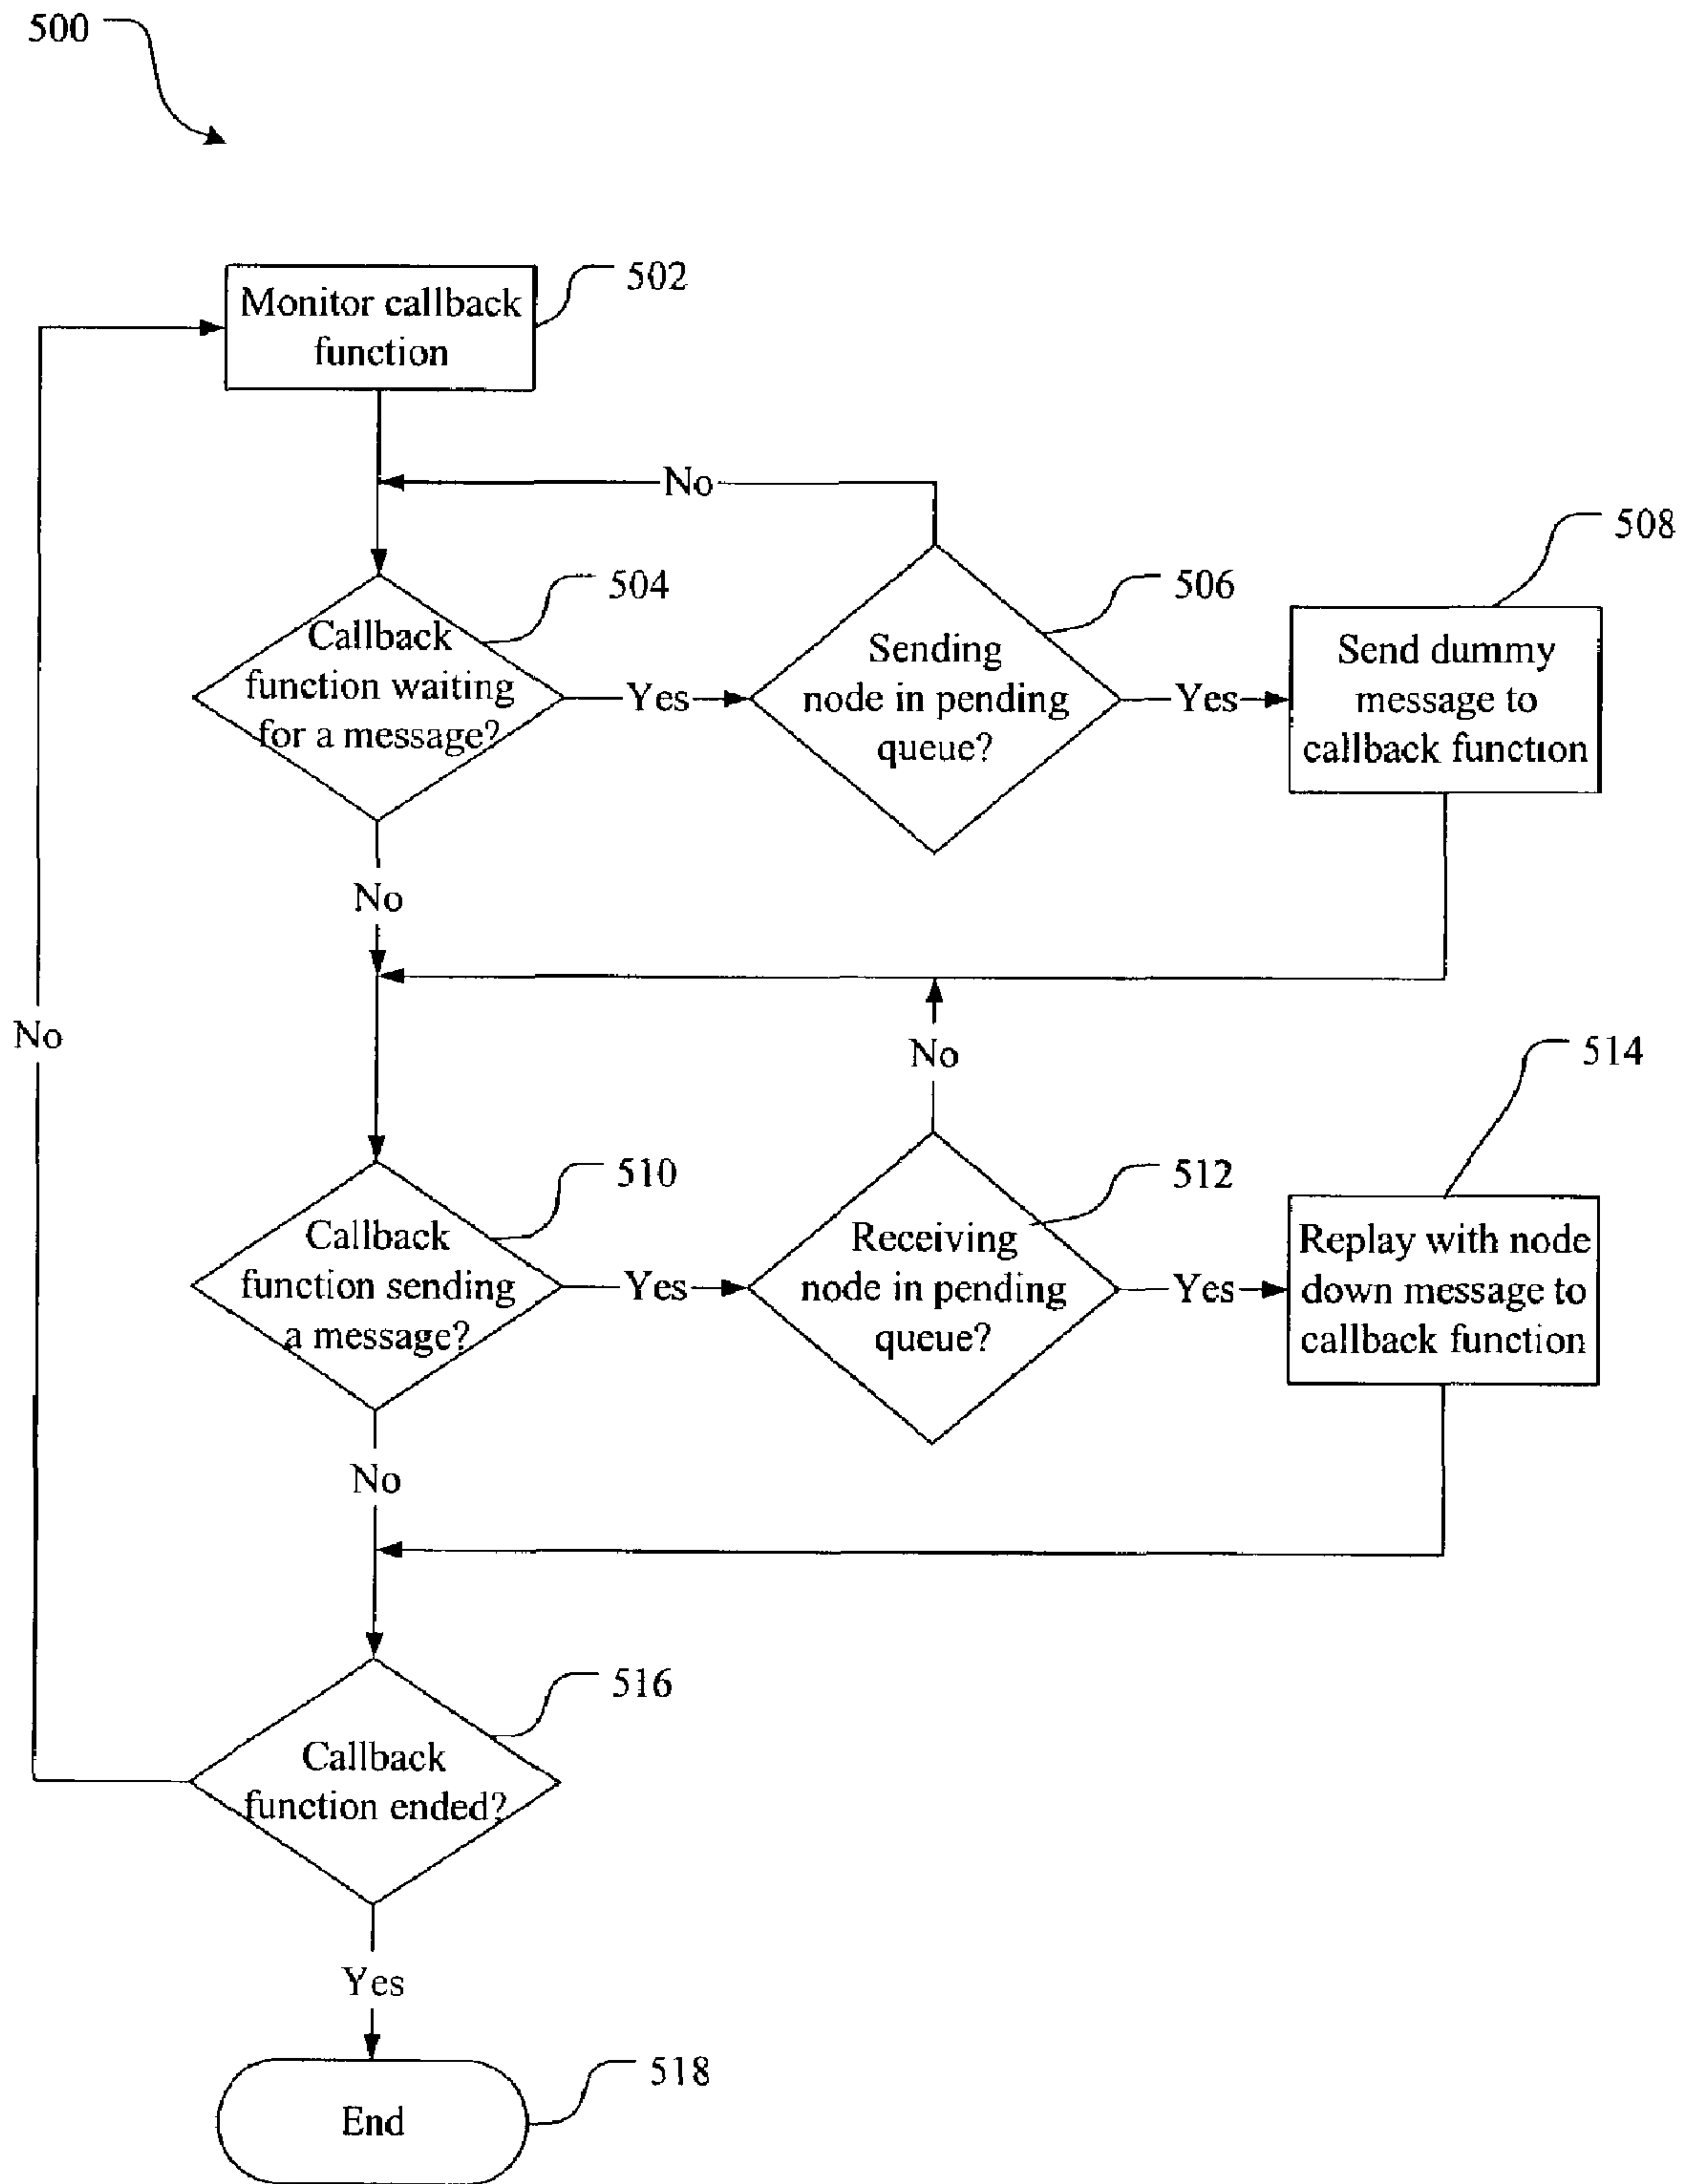 500
502
Monitor callback
function
No
508
504
506
Callback
function waiting
for a message?
Yes
Sending
node in pending
queue?
Yes
Send dummy
message to
callback function
No
No
No
514
510
512
Callback
function sending
a message?
Yes
Receiving
node in pending
queue?
Yes
Replay with node
down message to
callback function
No
516
Callback
function ended?
Yes
518
End